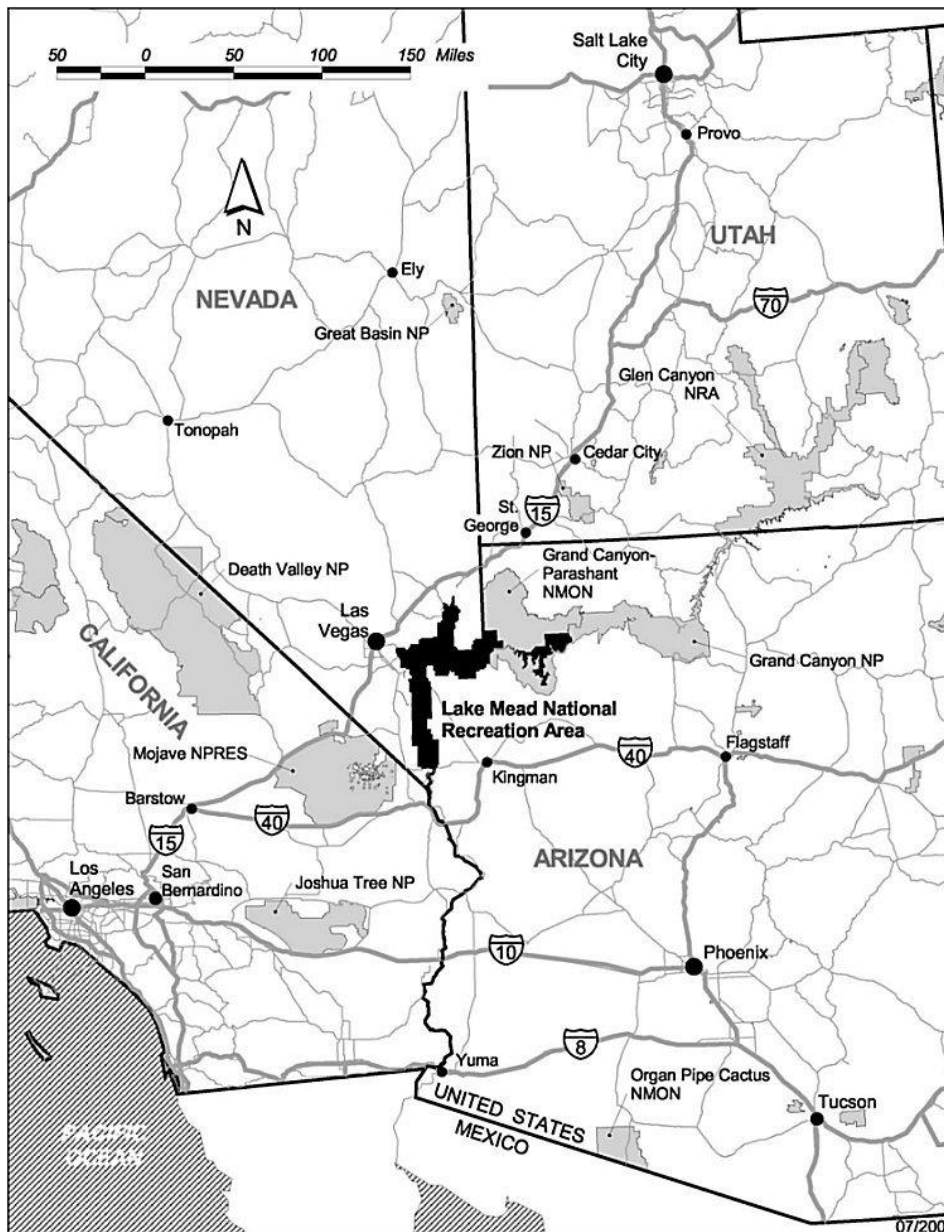 50 0 50 100 150 Miles
Salt Lake
City
Provo
N
UTAH
Ely
NEVADA
70
Great Basin NP
Glen Canyon
NRA
Tonopah
Zion NP
Cedar City
St.
George
15
Grand Canyon-
Parashant
NMON
Death Valley NP
Las
Vegas
CALIFORNIA
Grand Canyon NP
Lake Mead National
Recreation Area
Mojave NPRES
Flagstaff
40
Kingman
Barstow
40
15
ARIZONA
Los
Angeles
San
Bernardino
Joshua Tree NP
10
Phoenix
8
Yuma
Organ Pipe Cactus
NMON
Tucson
UNITED STATES
MEXICO
PACIFIC
OCEAN
07/200